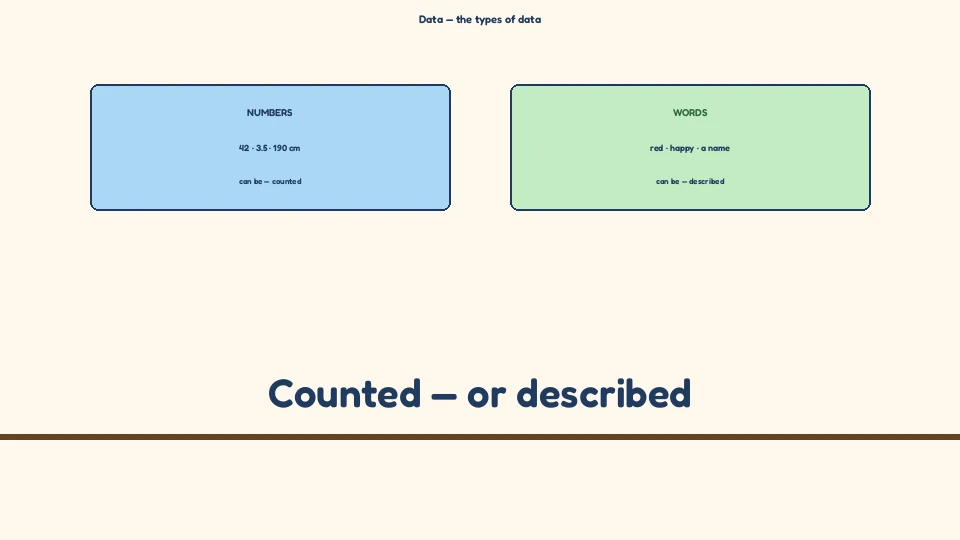 Data – the types of data
NUMBERS
42 · 3.5 · 190 cm
can be – counted
WORDS
red · happy · a name
can be – described
Counted – or described